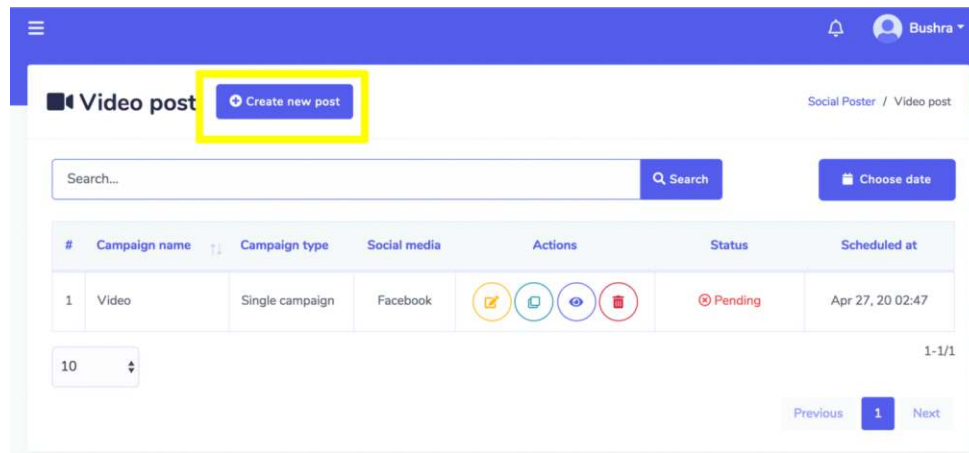 Bushra
Video post
Create new post
Social Poster / Video post
Search...
Search
Choose date
# Campaign name Campaign type Social media Actions Status Scheduled at
1 Video Single campaign Facebook Pending Apr 27, 20 02:47
10
1-1/1
Previous 1 Next